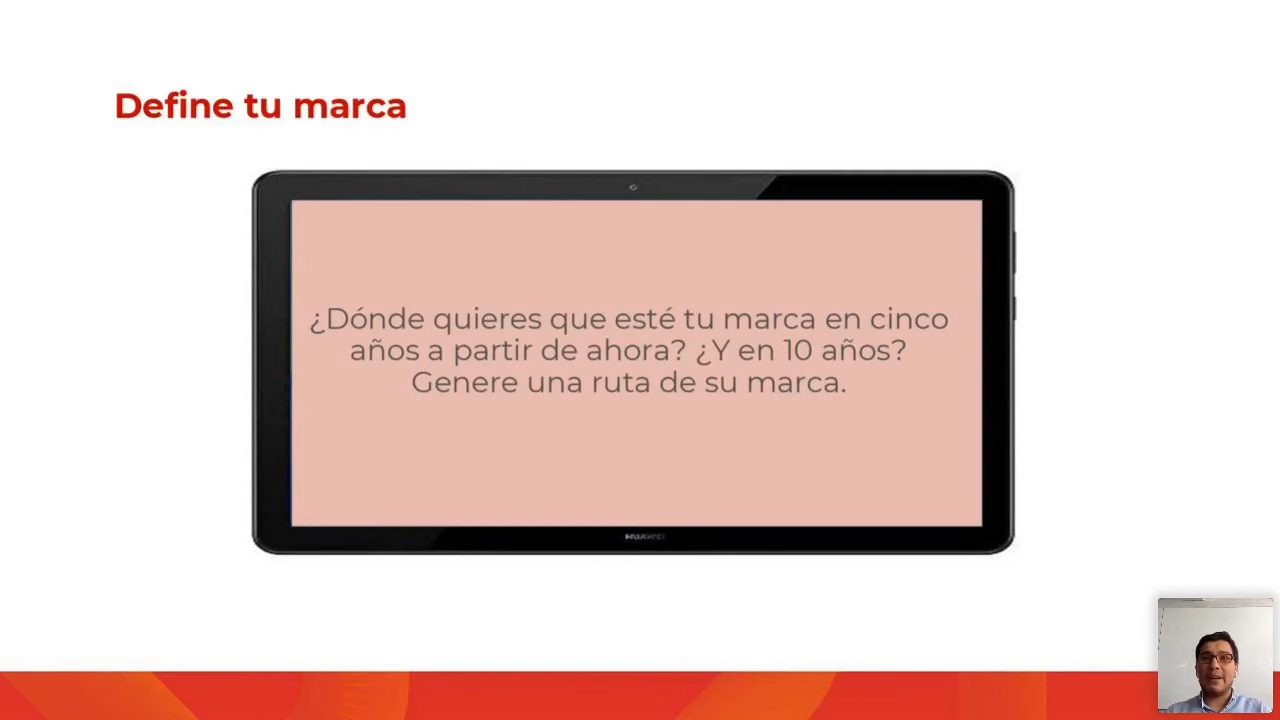 Define tu marca
¿Dónde quieres que esté tu marca en cinco
años a partir de ahora? ¿Y en 10 años?
Genere una ruta de su marca.
HUAWEI